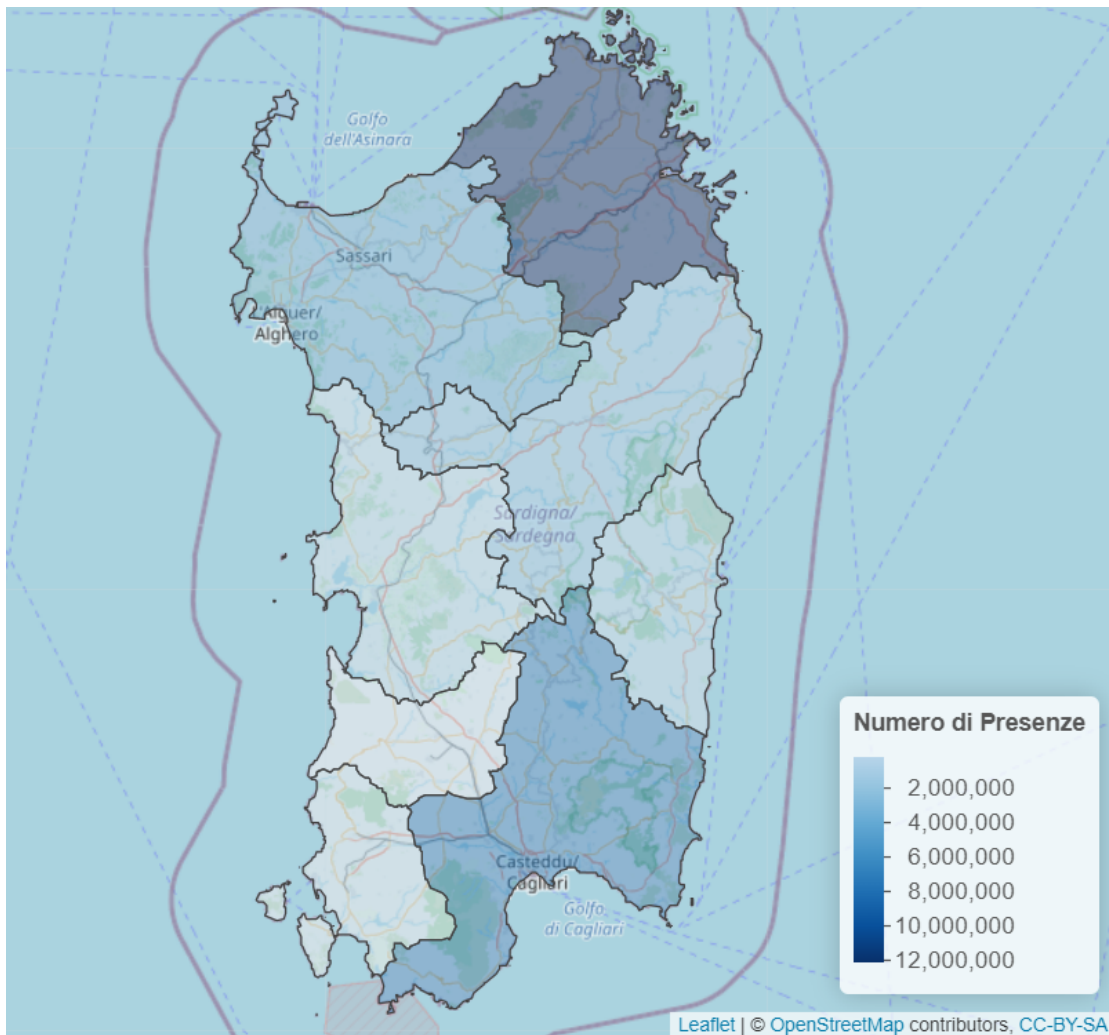 Golfo
dell'Asinara
Sassari
L'Alguer/
Alghero
Sardigna/
Sardegna
Casteddu/
Cagliari
Golfo
di Cagliari
Numero di Presenze
2,000,000
4,000,000
6,000,000
8,000,000
10,000,000
12,000,000
Leaflet | © OpenStreetMap contributors, CC-BY-SA